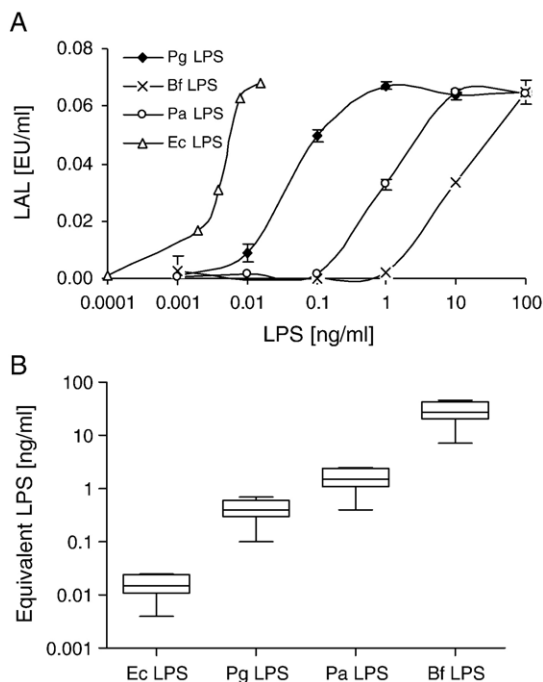 A
0.08
0.06
0.04
0.02
0.00
LAL [EU/ml]
Pg LPS
Bf LPS
Pa LPS
Ec LPS
0.0001 0.001 0.01 0.1 1 10 100
LPS [ng/ml]
B
100
10
1
0.1
0.01
0.001
Equivalent LPS [ng/ml]
Ec LPS Pg LPS Pa LPS Bf LPS